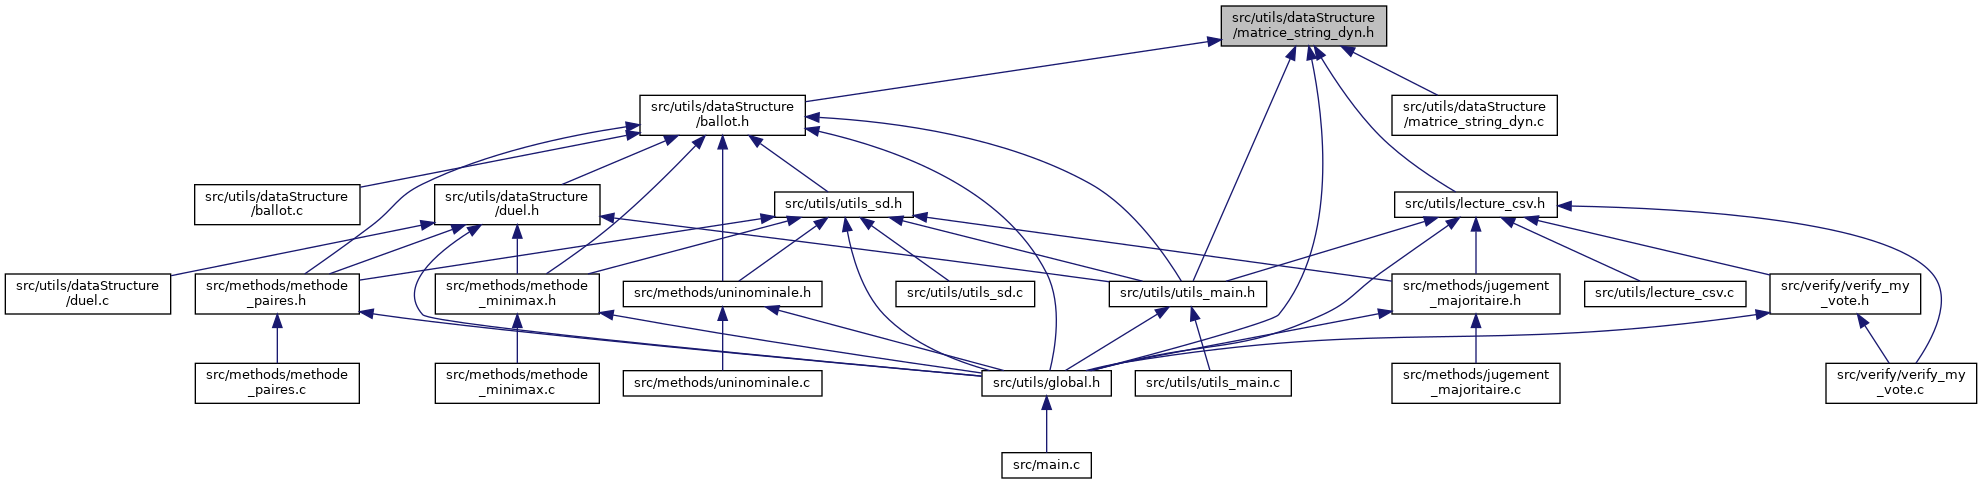 src/utils/dataStructure
/matrice_string_dyn.h
src/utils/dataStructure
/ballot.h
src/utils/dataStructure
/matrice_string_dyn.c
src/utils/dataStructure
/ballot.c
src/utils/dataStructure
/duel.h
src/utils/utils_sd.h
src/utils/lecture_csv.h
src/utils/dataStructure
/duel.c
src/methods/methode
_paires.h
src/methods/methode
_minimax.h
src/methods/uninominale.h
src/utils/utils_sd.c
src/utils/utils_main.h
src/methods/jugement
_majoritaire.h
src/utils/lecture_csv.c
src/verify/verify_my
_vote.h
src/methods/methode
_paires.c
src/methods/methode
_minimax.c
src/methods/uninominale.c
src/utils/global.h
src/utils/utils_main.c
src/methods/jugement
_majoritaire.c
src/verify/verify_my
_vote.c
src/main.c